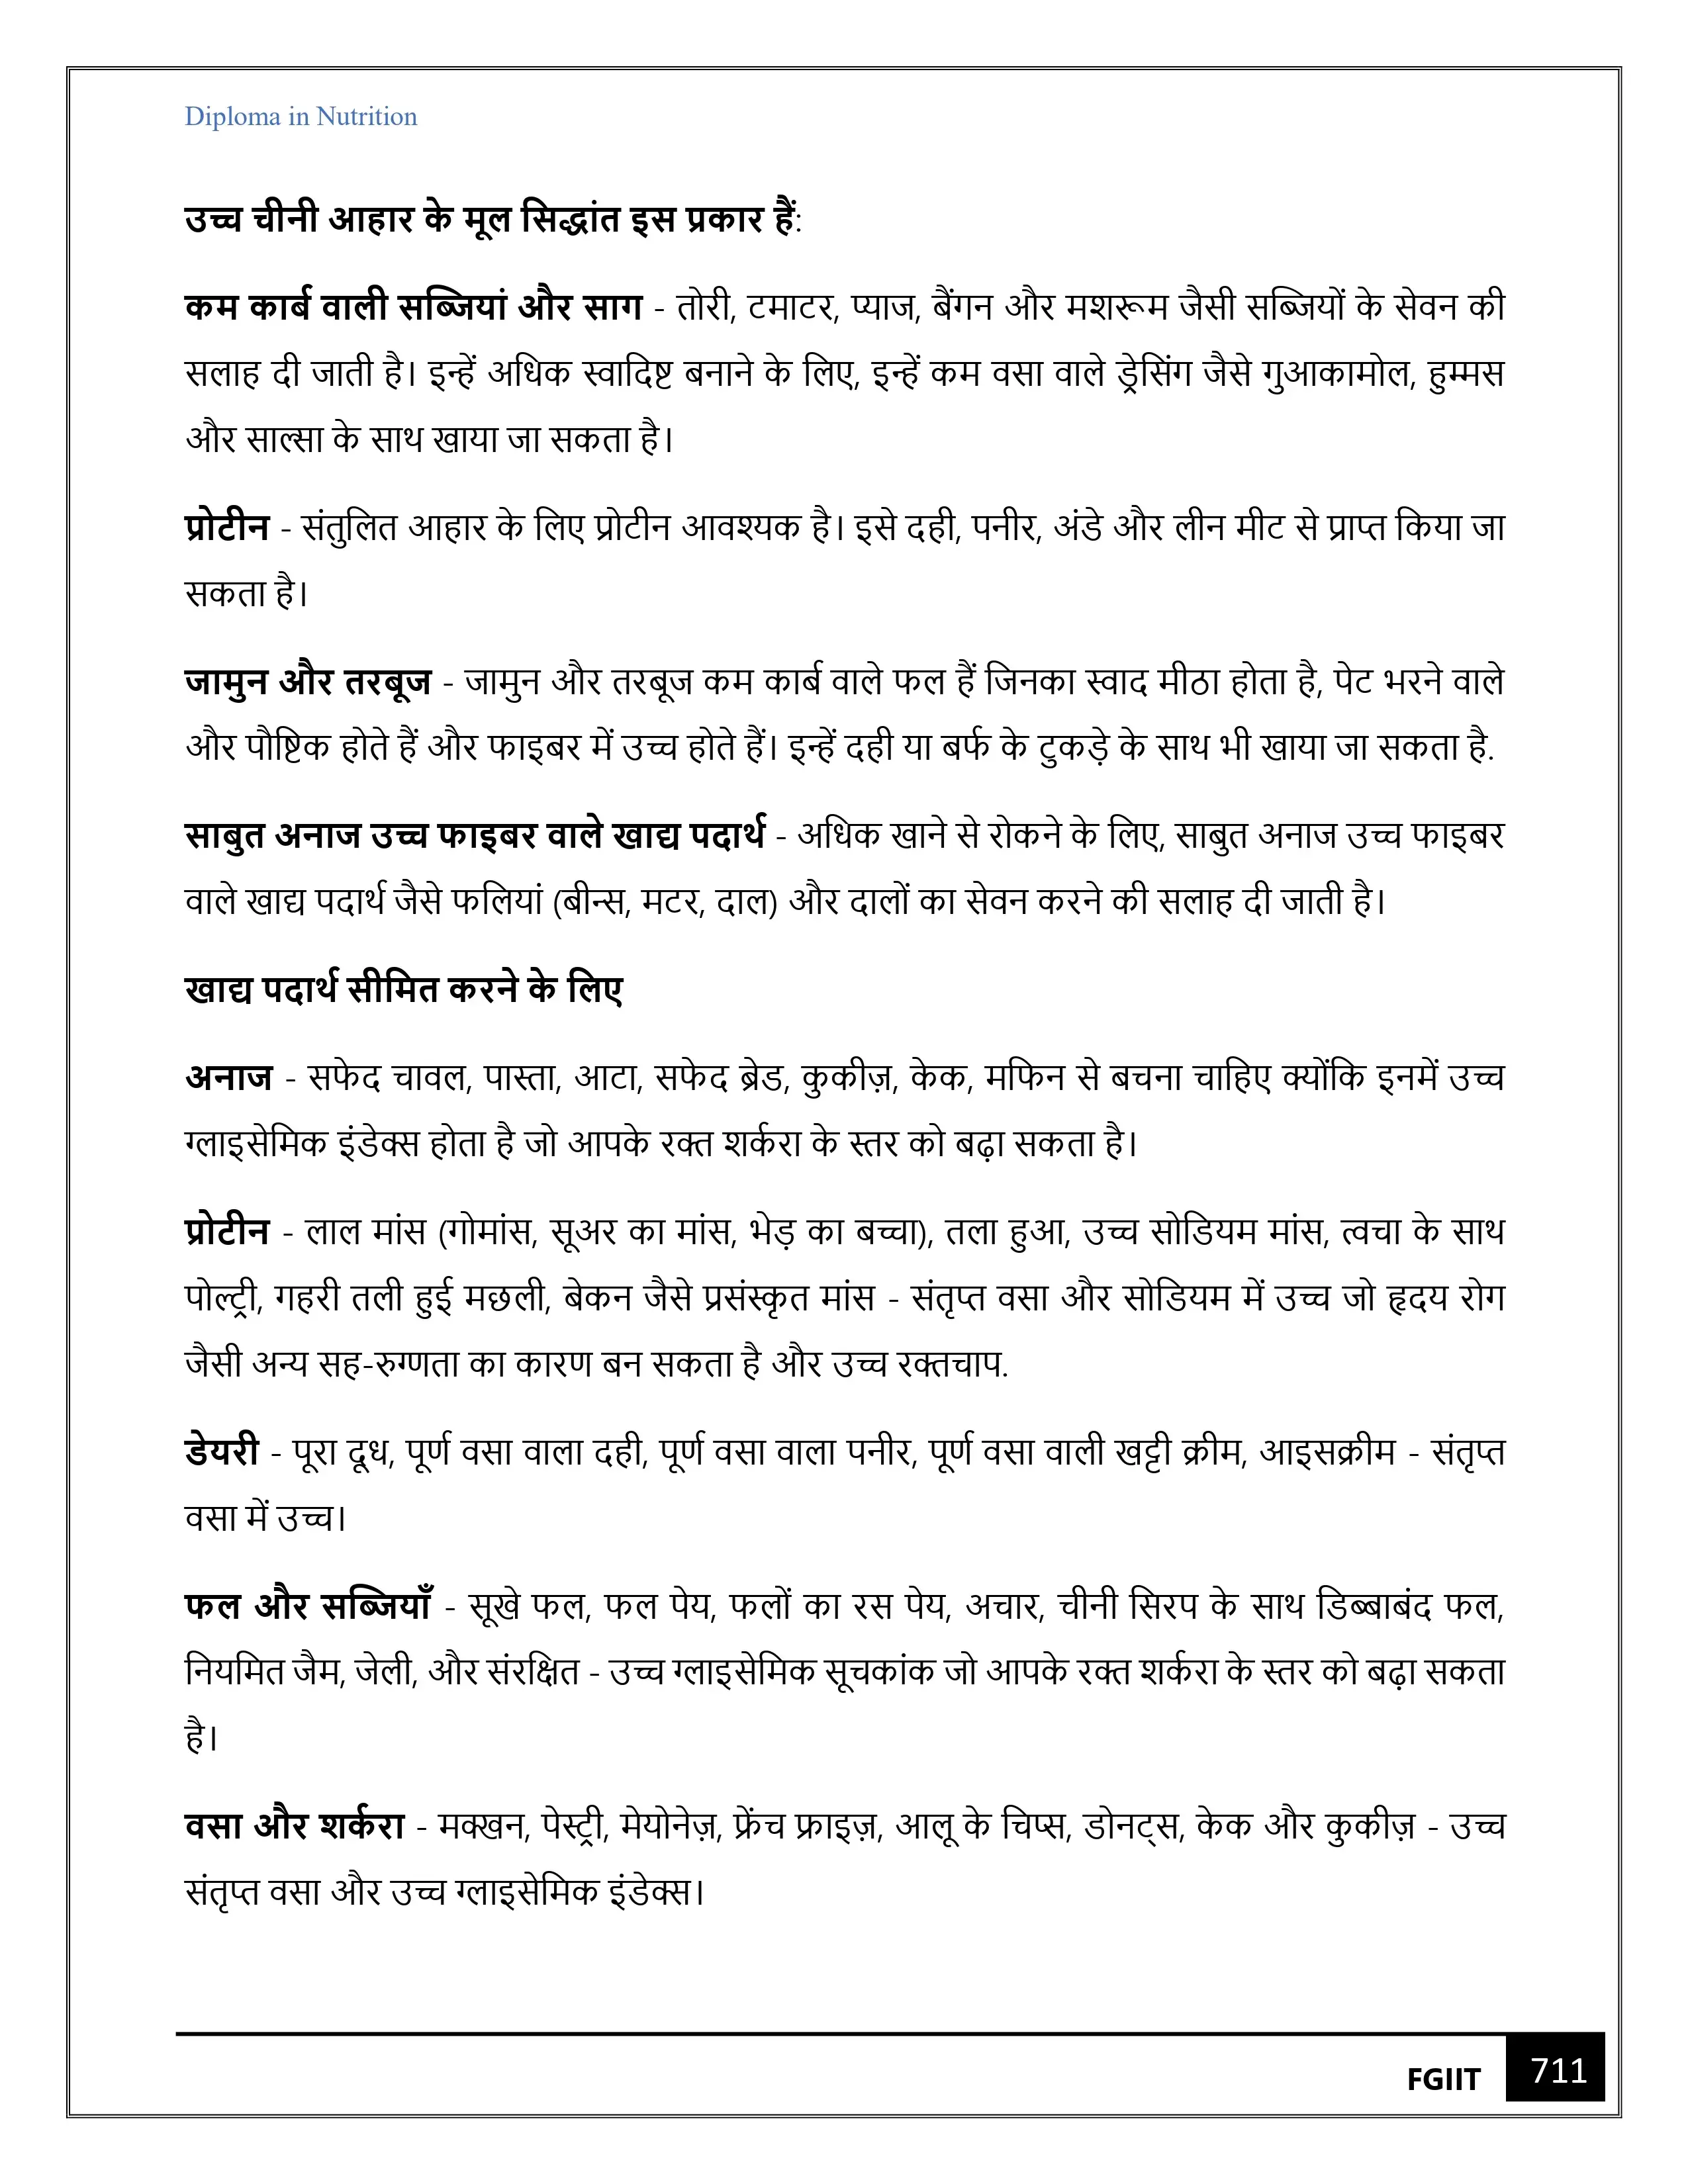 Diploma in Nutrition
उच्च चीनी आहार के मूल सिद्धांत इस प्रकार हैं:
कम कार्ब वाली सब्जियां और साग - तोरी, टमाटर, प्याज, बैंगन और मशरूम जैसी सब्जियों के सेवन की
सलाह दी जाती है। इन्हें अधिक स्वादिष्ट बनाने के लिए, इन्हें कम वसा वाले ड्रेसिंग जैसे गुआकामोल, हुम्मस
और साल्सा के साथ खाया जा सकता है।
प्रोटीन - संतुलित आहार के लिए प्रोटीन आवश्यक है। इसे दही, पनीर, अंडे और लीन मीट से प्राप्त किया जा
सकता है।
जामुन और तरबूज - जामुन और तरबूज कम कार्ब वाले फल हैं जिनका स्वाद मीठा होता है, पेट भरने वाले
और पौष्टिक होते हैं और फाइबर में उच्च होते हैं। इन्हें दही या बर्फ के टुकड़े के साथ भी खाया जा सकता है.
साबुत अनाज उच्च फाइबर वाले खाद्य पदार्थ - अधिक खाने से रोकने के लिए, साबुत अनाज उच्च फाइबर
वाले खाद्य पदार्थ जैसे फलियां (बीन्स, मटर, दाल) और दालों का सेवन करने की सलाह दी जाती है।
खाद्य पदार्थ सीमित करने के लिए
अनाज - सफेद चावल, पास्ता, आटा, सफेद ब्रेड, कुकीज़, केक, मफिन से बचना चाहिए क्योंकि इनमें उच्च
ग्लाइसेमिक इंडेक्स होता है जो आपके रक्त शर्करा के स्तर को बढ़ा सकता है।
प्रोटीन - लाल मांस (गोमांस, सूअर का मांस, भेड़ का बच्चा), तला हुआ, उच्च सोडियम मांस, त्वचा के साथ
पोल्ट्री, गहरी तली हुई मछली, बेकन जैसे प्रसंस्कृत मांस - संतृप्त वसा और सोडियम में उच्च जो हृदय रोग
जैसी अन्य सह-रुग्णता का कारण बन सकता है और उच्च रक्तचाप.
डेयरी - पूरा दूध, पूर्ण वसा वाला दही, पूर्ण वसा वाला पनीर, पूर्ण वसा वाली खट्टी क्रीम, आइसक्रीम - संतृप्त
वसा में उच्च।
फल और सब्जियाँ - सूखे फल, फल पेय, फलों का रस पेय, अचार, चीनी सिरप के साथ डिब्बाबंद फल,
नियमित जैम, जेली, और संरक्षित - उच्च ग्लाइसेमिक सूचकांक जो आपके रक्त शर्करा के स्तर को बढ़ा सकता
है।
वसा और शर्करा - मक्खन, पेस्ट्री, मेयोनेज़, फ्रेंच फ्राइज़, आलू के चिप्स, डोनट्स, केक और कुकीज़ - उच्च
संतृप्त वसा और उच्च ग्लाइसेमिक इंडेक्स।
FGIIT 711